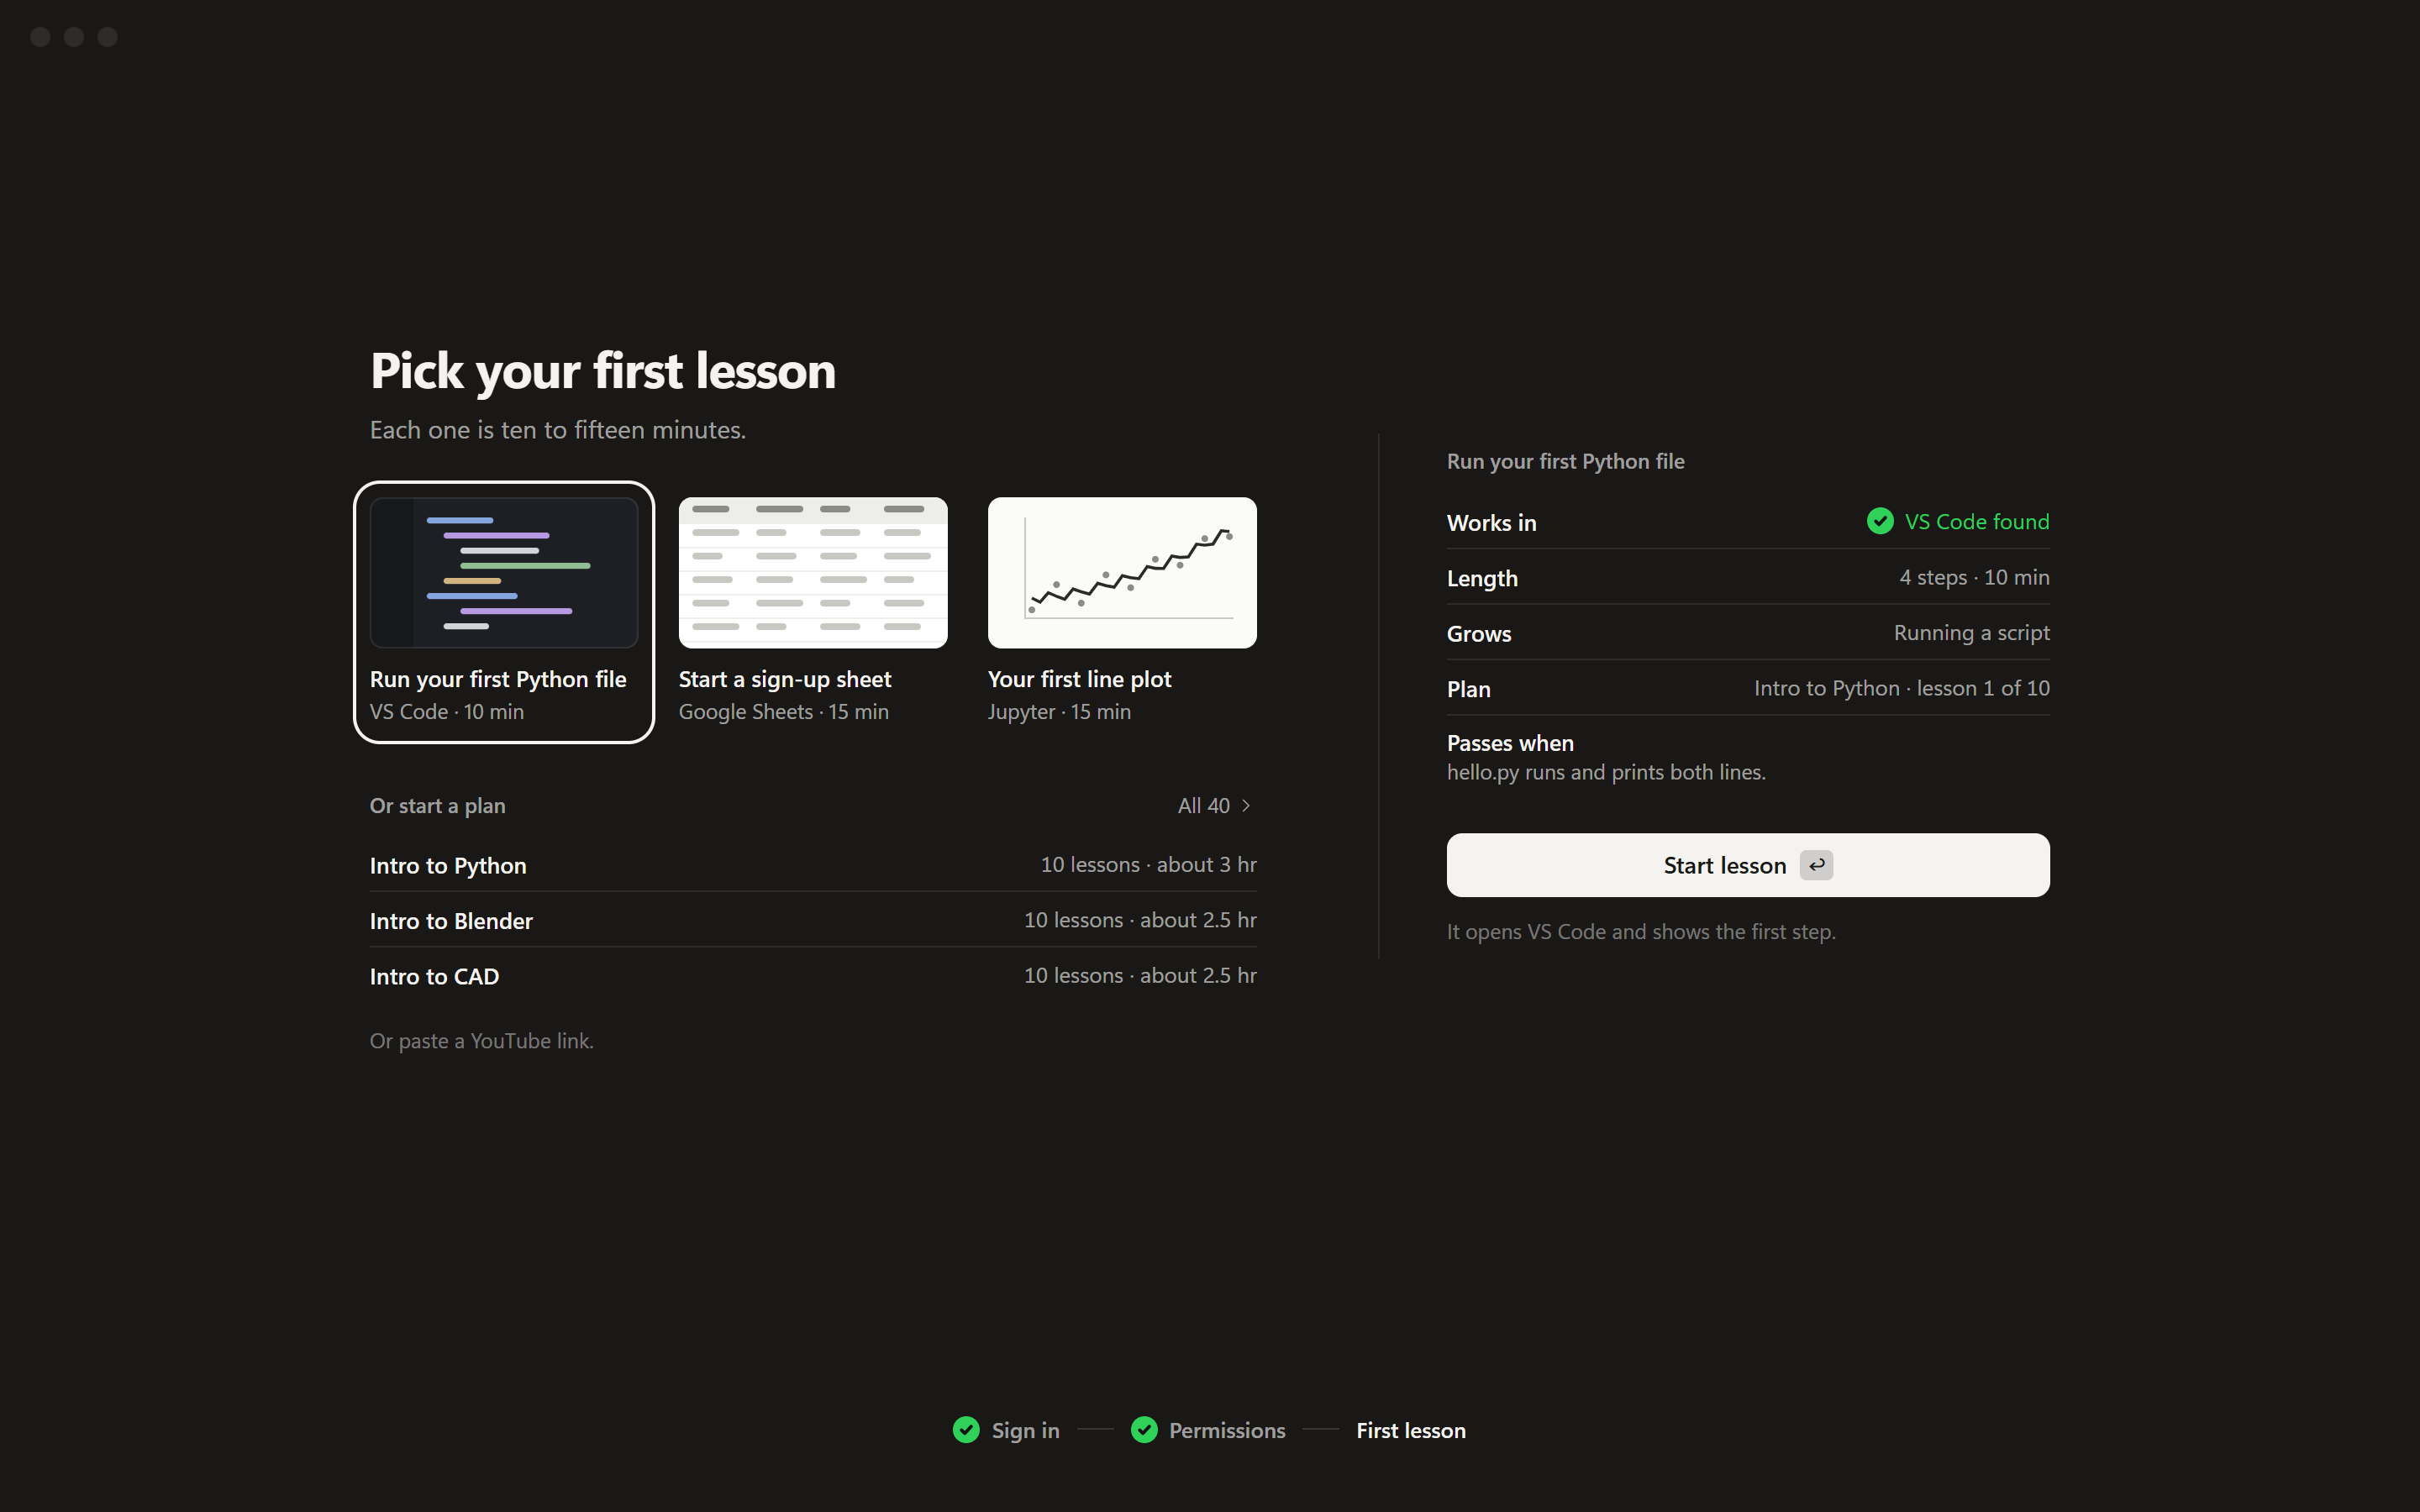 Pick your first lesson
Each one is ten to fifteen minutes.
Run your first Python file
VS Code · 10 min
Start a sign-up sheet
Google Sheets · 15 min
Your first line plot
Jupyter · 15 min
Or start a plan
All 40
Intro to Python
10 lessons · about 3 hr
Intro to Blender
10 lessons · about 2.5 hr
Intro to CAD
10 lessons · about 2.5 hr
Or paste a YouTube link.
Run your first Python file
Works in
VS Code found
Length
4 steps · 10 min
Grows
Running a script
Plan
Intro to Python · lesson 1 of 10
Passes when
hello.py runs and prints both lines.
Start lesson
It opens VS Code and shows the first step.
Sign in
Permissions
First lesson